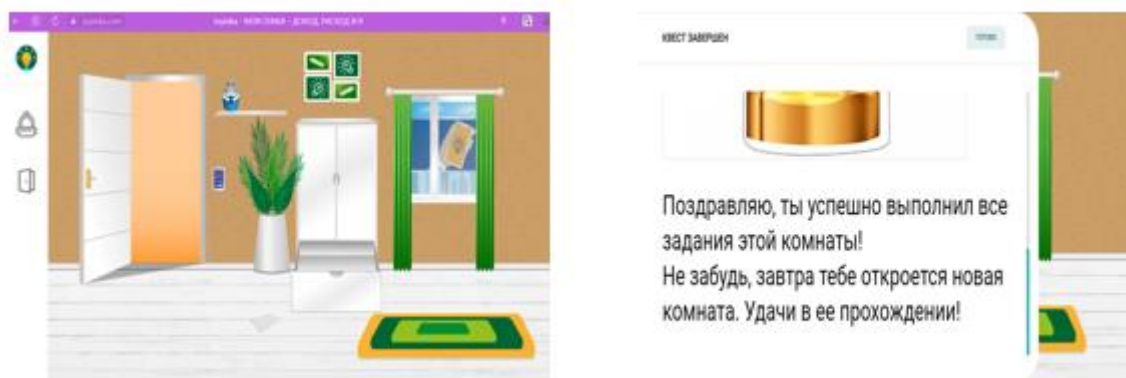 КВЕСТ ЗАВЕРШЕН
ГОТОВО
Поздравляю, ты успешно выполнил все
задания этой комнаты!
Не забудь, завтра тебе откроется новая
комната. Удачи в ее прохождении!